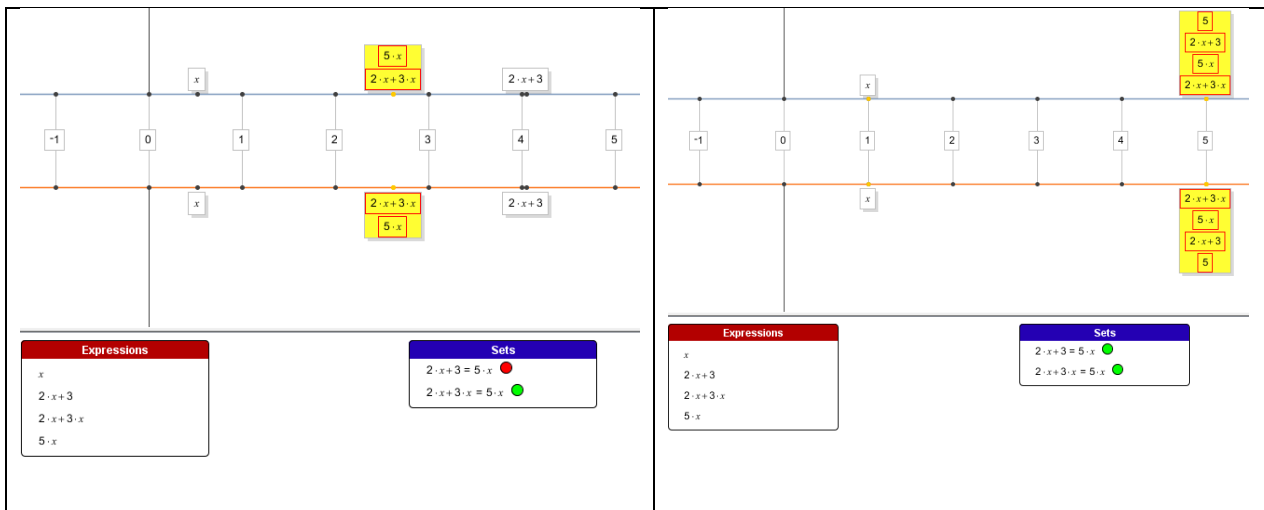 5·x
2·x+3·x
2·x+3
x
-1 0 1 2 3 4 5
x
2·x+3·x
2·x+3
5·x
Expressions
x
2·x+3
2·x+3·x
5·x
Sets
2·x+3 = 5·x
2·x+3·x = 5·x
5
2·x+3
5·x
2·x+3·x
x
-1 0 1 2 3 4 5
x
2·x+3·x
5·x
2·x+3
5
Expressions
x
2·x+3
2·x+3·x
5·x
Sets
2·x+3 = 5·x
2·x+3·x = 5·x